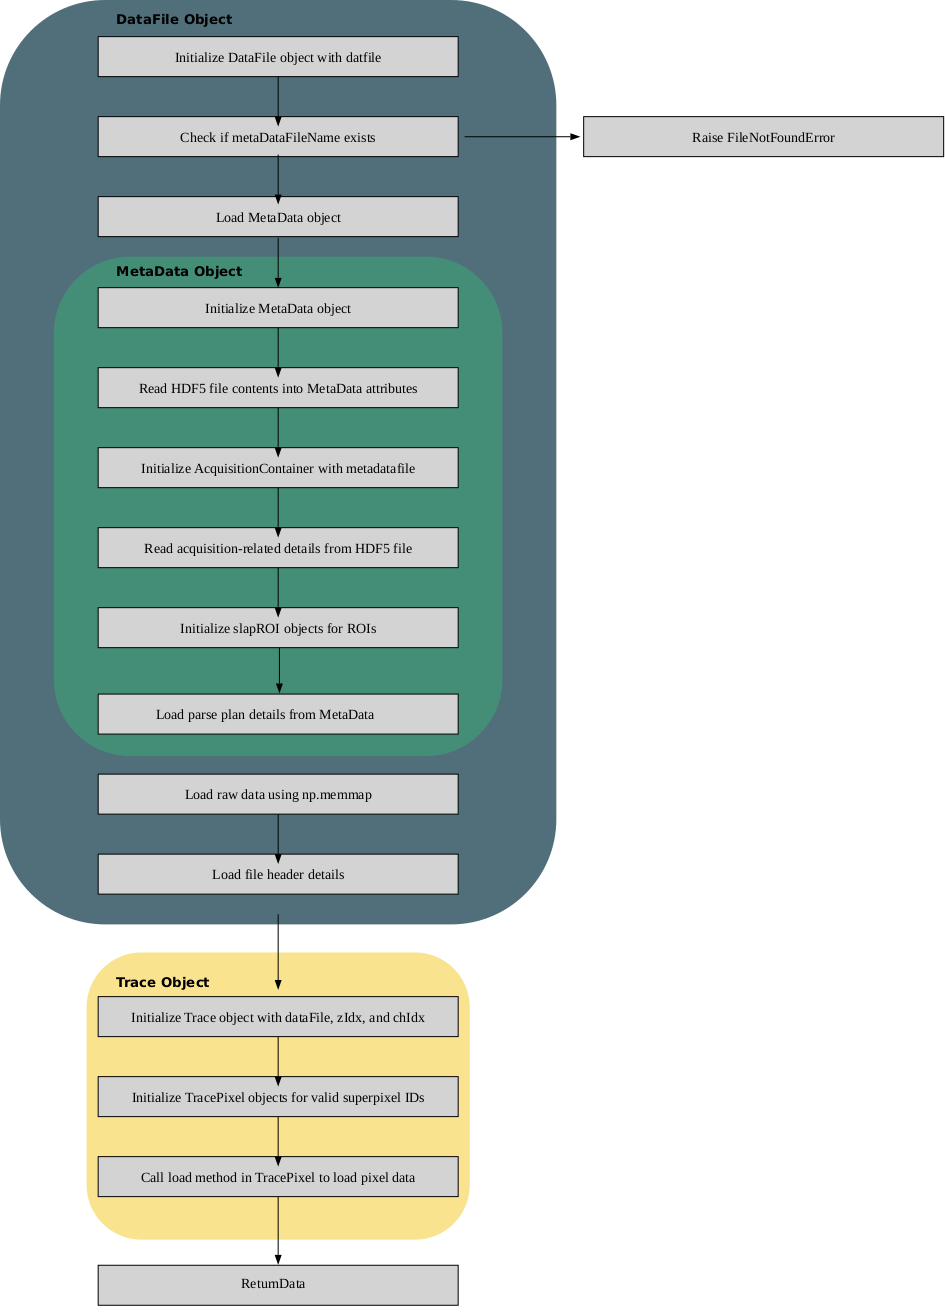 DataFile Object
Initialize DataFile object with datfile
Check if metaDataFileName exists
Raise FileNotFoundError
Load MetaData object
MetaData Object
Initialize MetaData object
Read HDF5 file contents into MetaData attributes
Initialize AcquisitionContainer with metadatafile
Read acquisition-related details from HDF5 file
Initialize slapROI objects for ROIs
Load parse plan details from MetaData
Load raw data using np.memmap
Load file header details
Trace Object
Initialize Trace object with dataFile, zIdx, and chIdx
Initialize TracePixel objects for valid superpixel IDs
Call load method in TracePixel to load pixel data
ReturnData